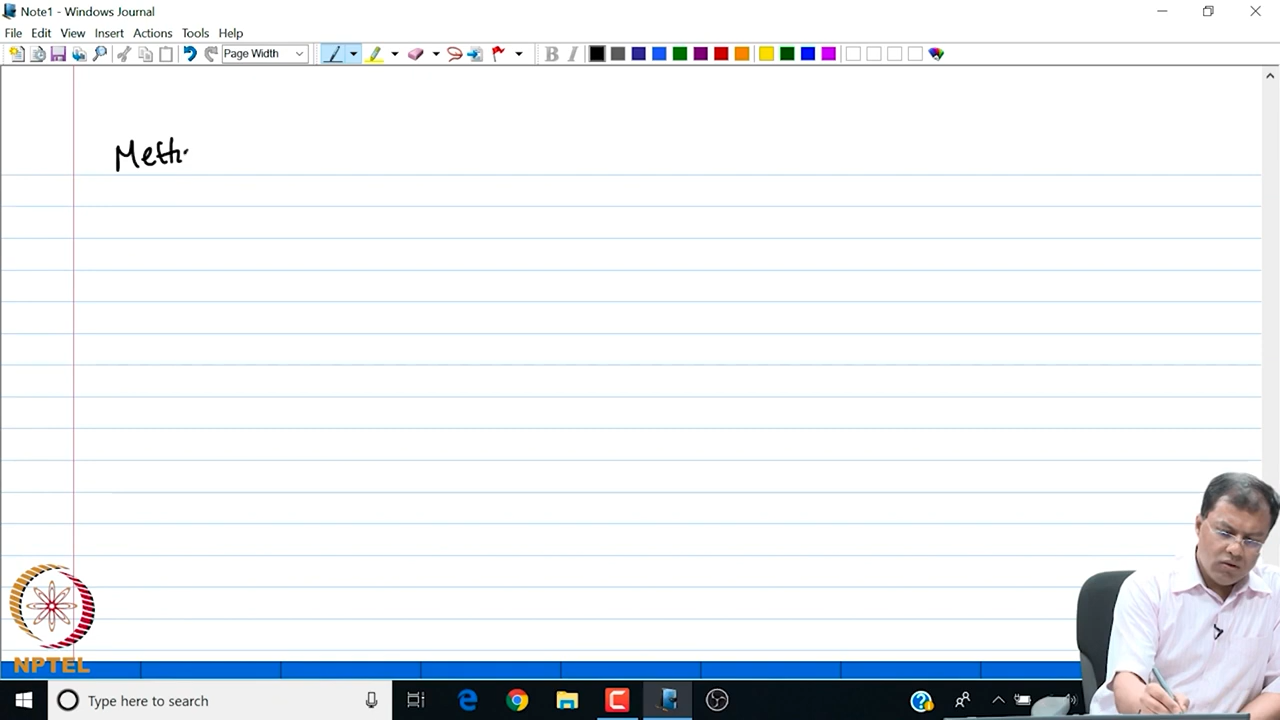 Note1 - Windows Journal
File Edit View Insert Actions Tools Help
Page Width B I
Meth
NPTEL
Type here to search